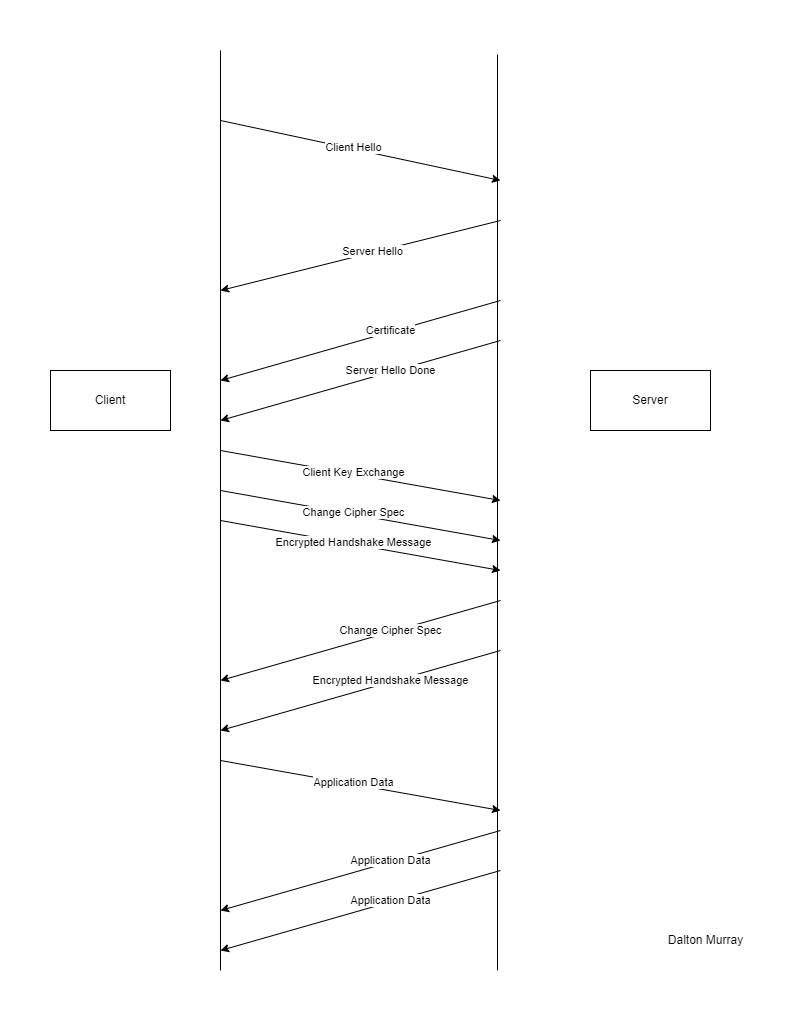 Client Hello
Server Hello
Certificate
Server Hello Done
Client
Server
Client Key Exchange
Change Cipher Spec
Encrypted Handshake Message
Change Cipher Spec
Encrypted Handshake Message
Application Data
Application Data
Application Data
Dalton Murray